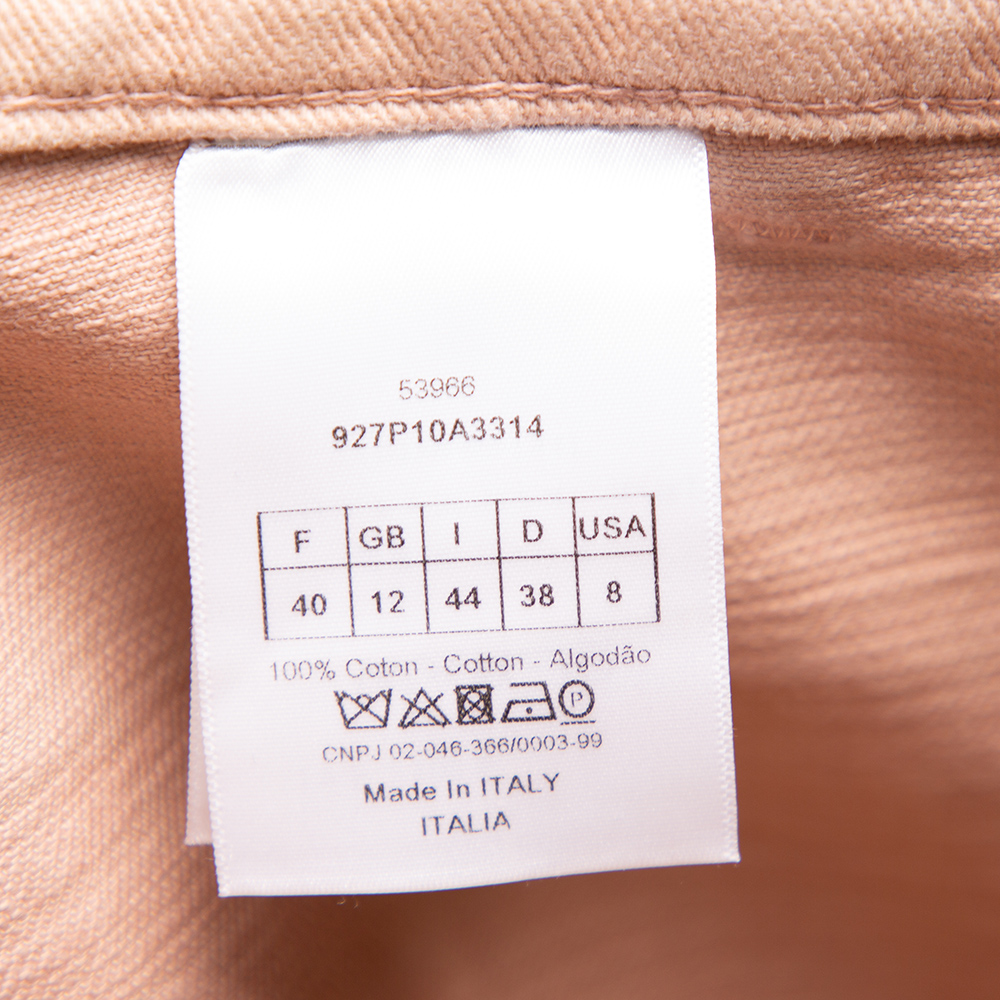 53966
927P10A3314
F GB I D USA
40 12 44 38 8
100% Coton - Cotton - Algodão
P
CNPJ 02-046-366/0003-99
Made In ITALY
ITALIA